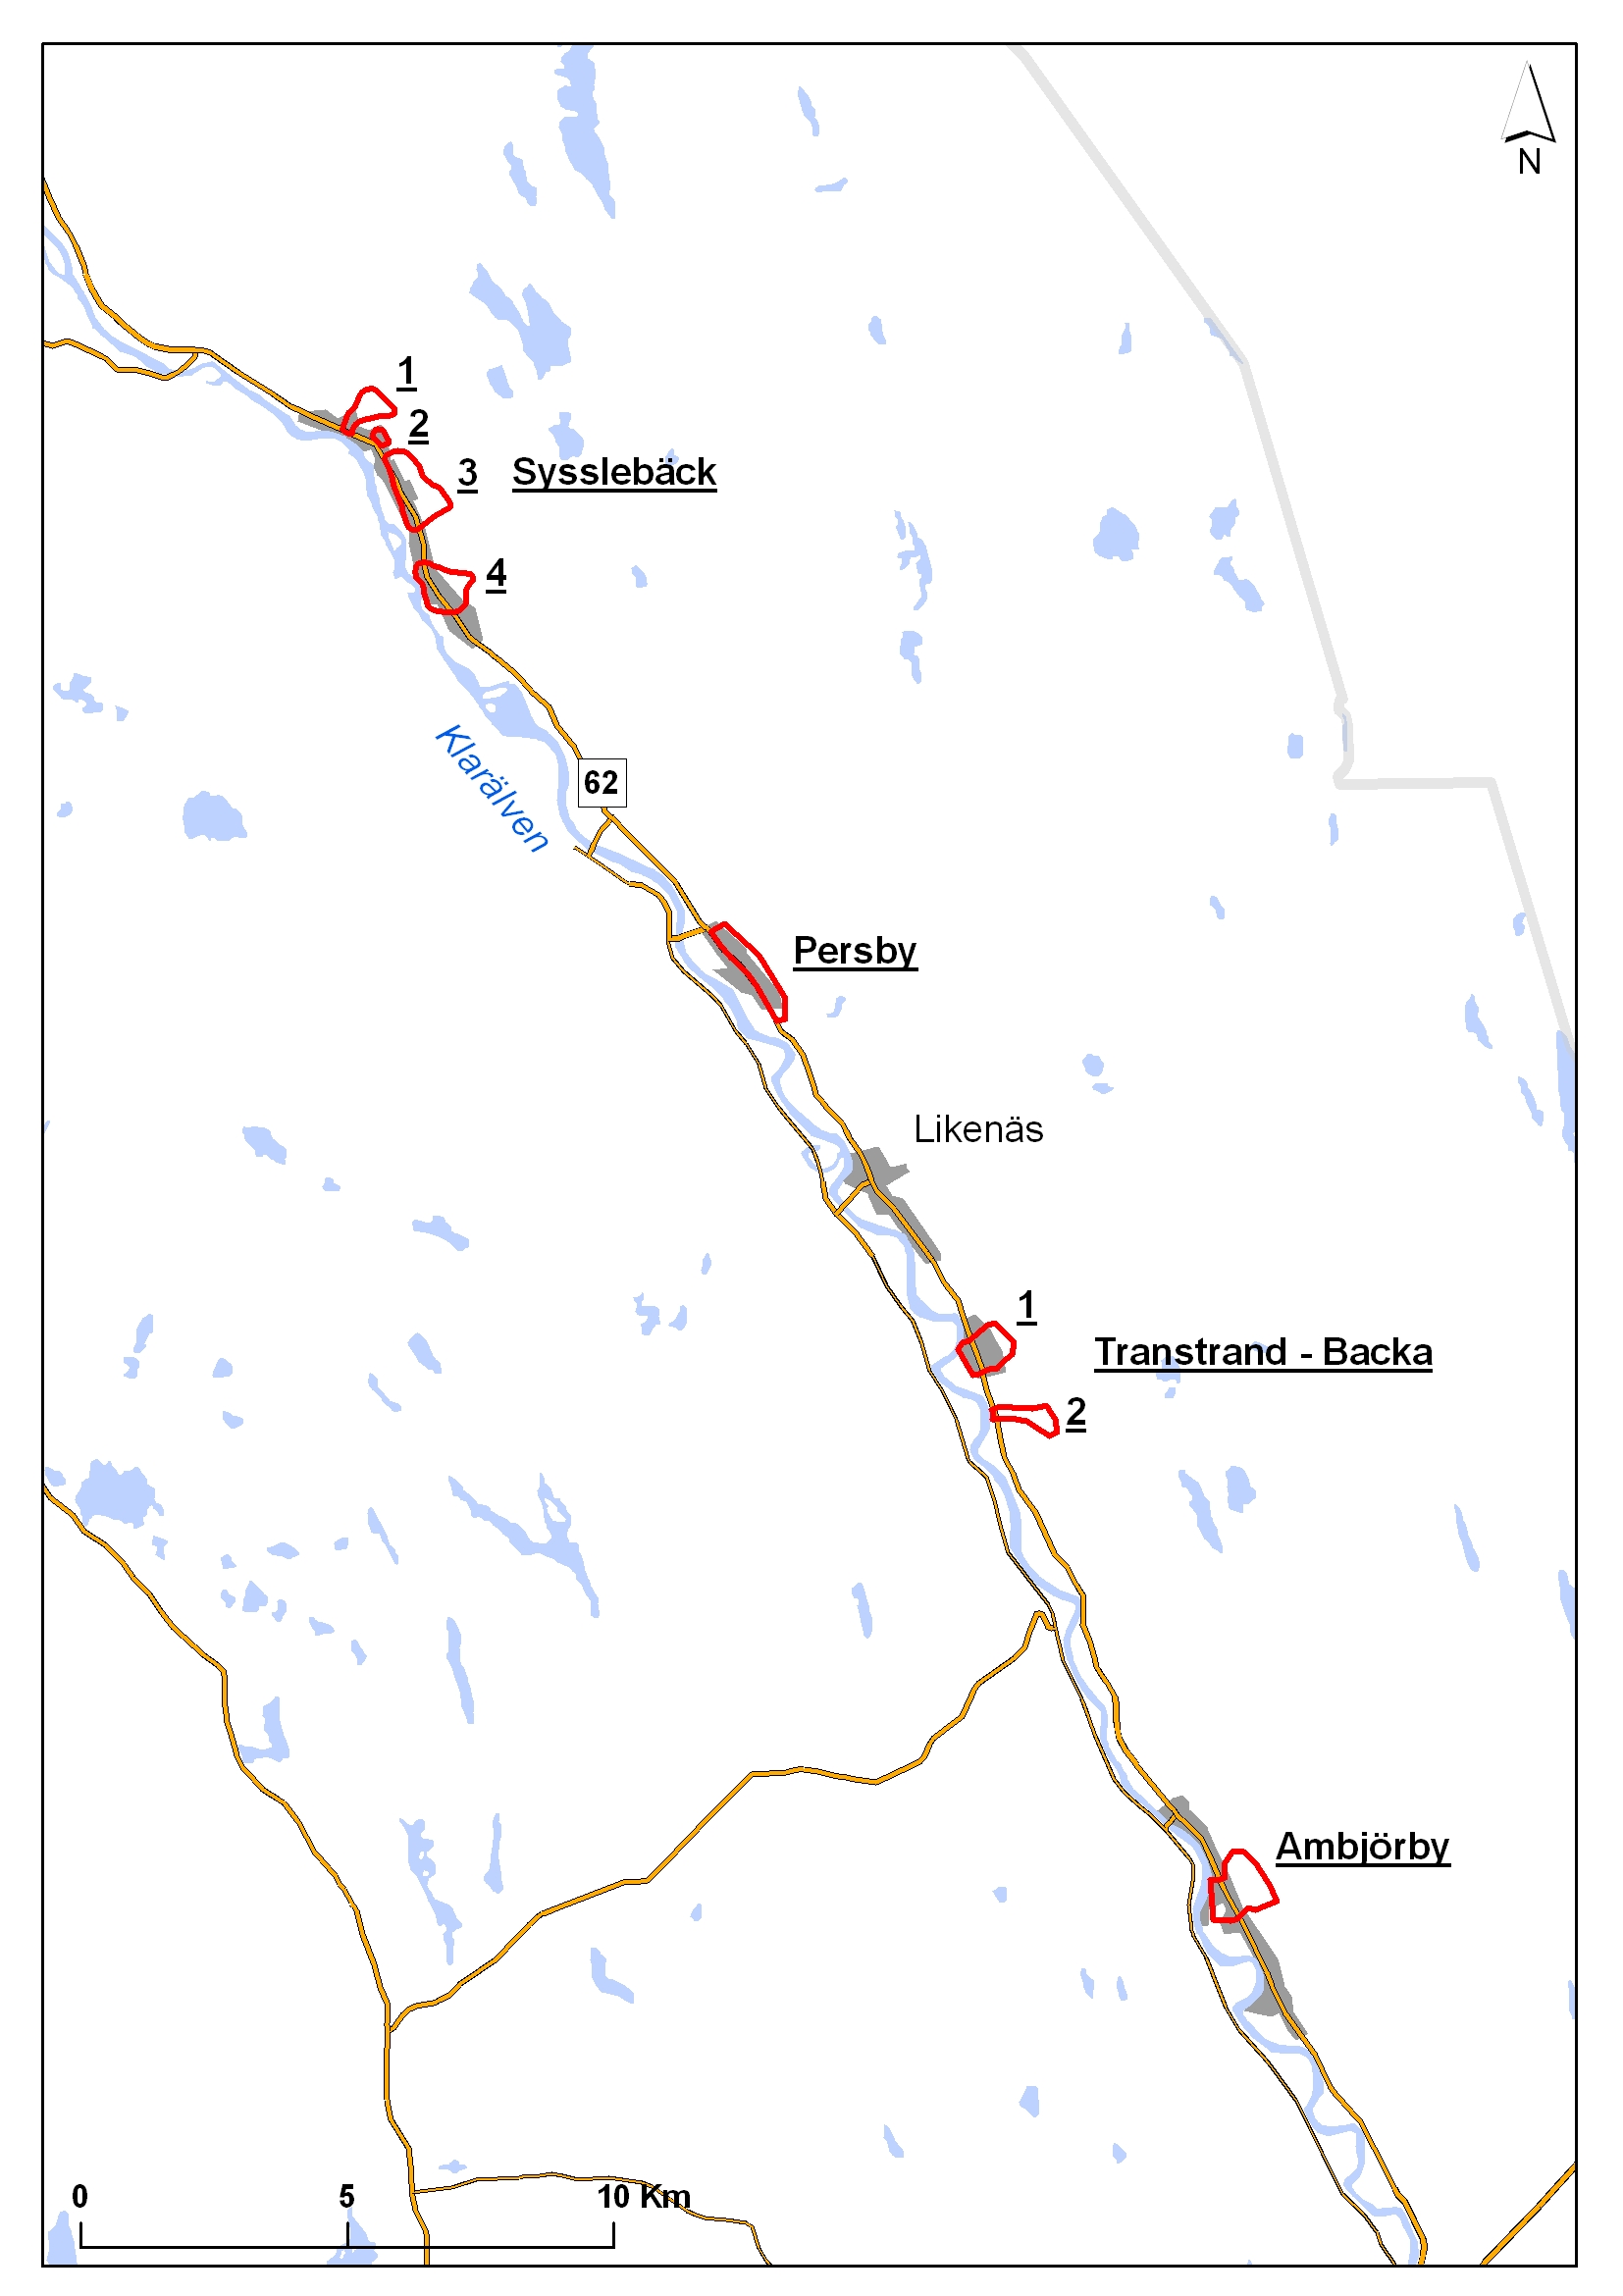 N
1
2
3 Sysslebäck
4
Klarälven
62
Persby
Likenäs
1
Transtrand - Backa
2
Ambjörby
0 5 10 Km